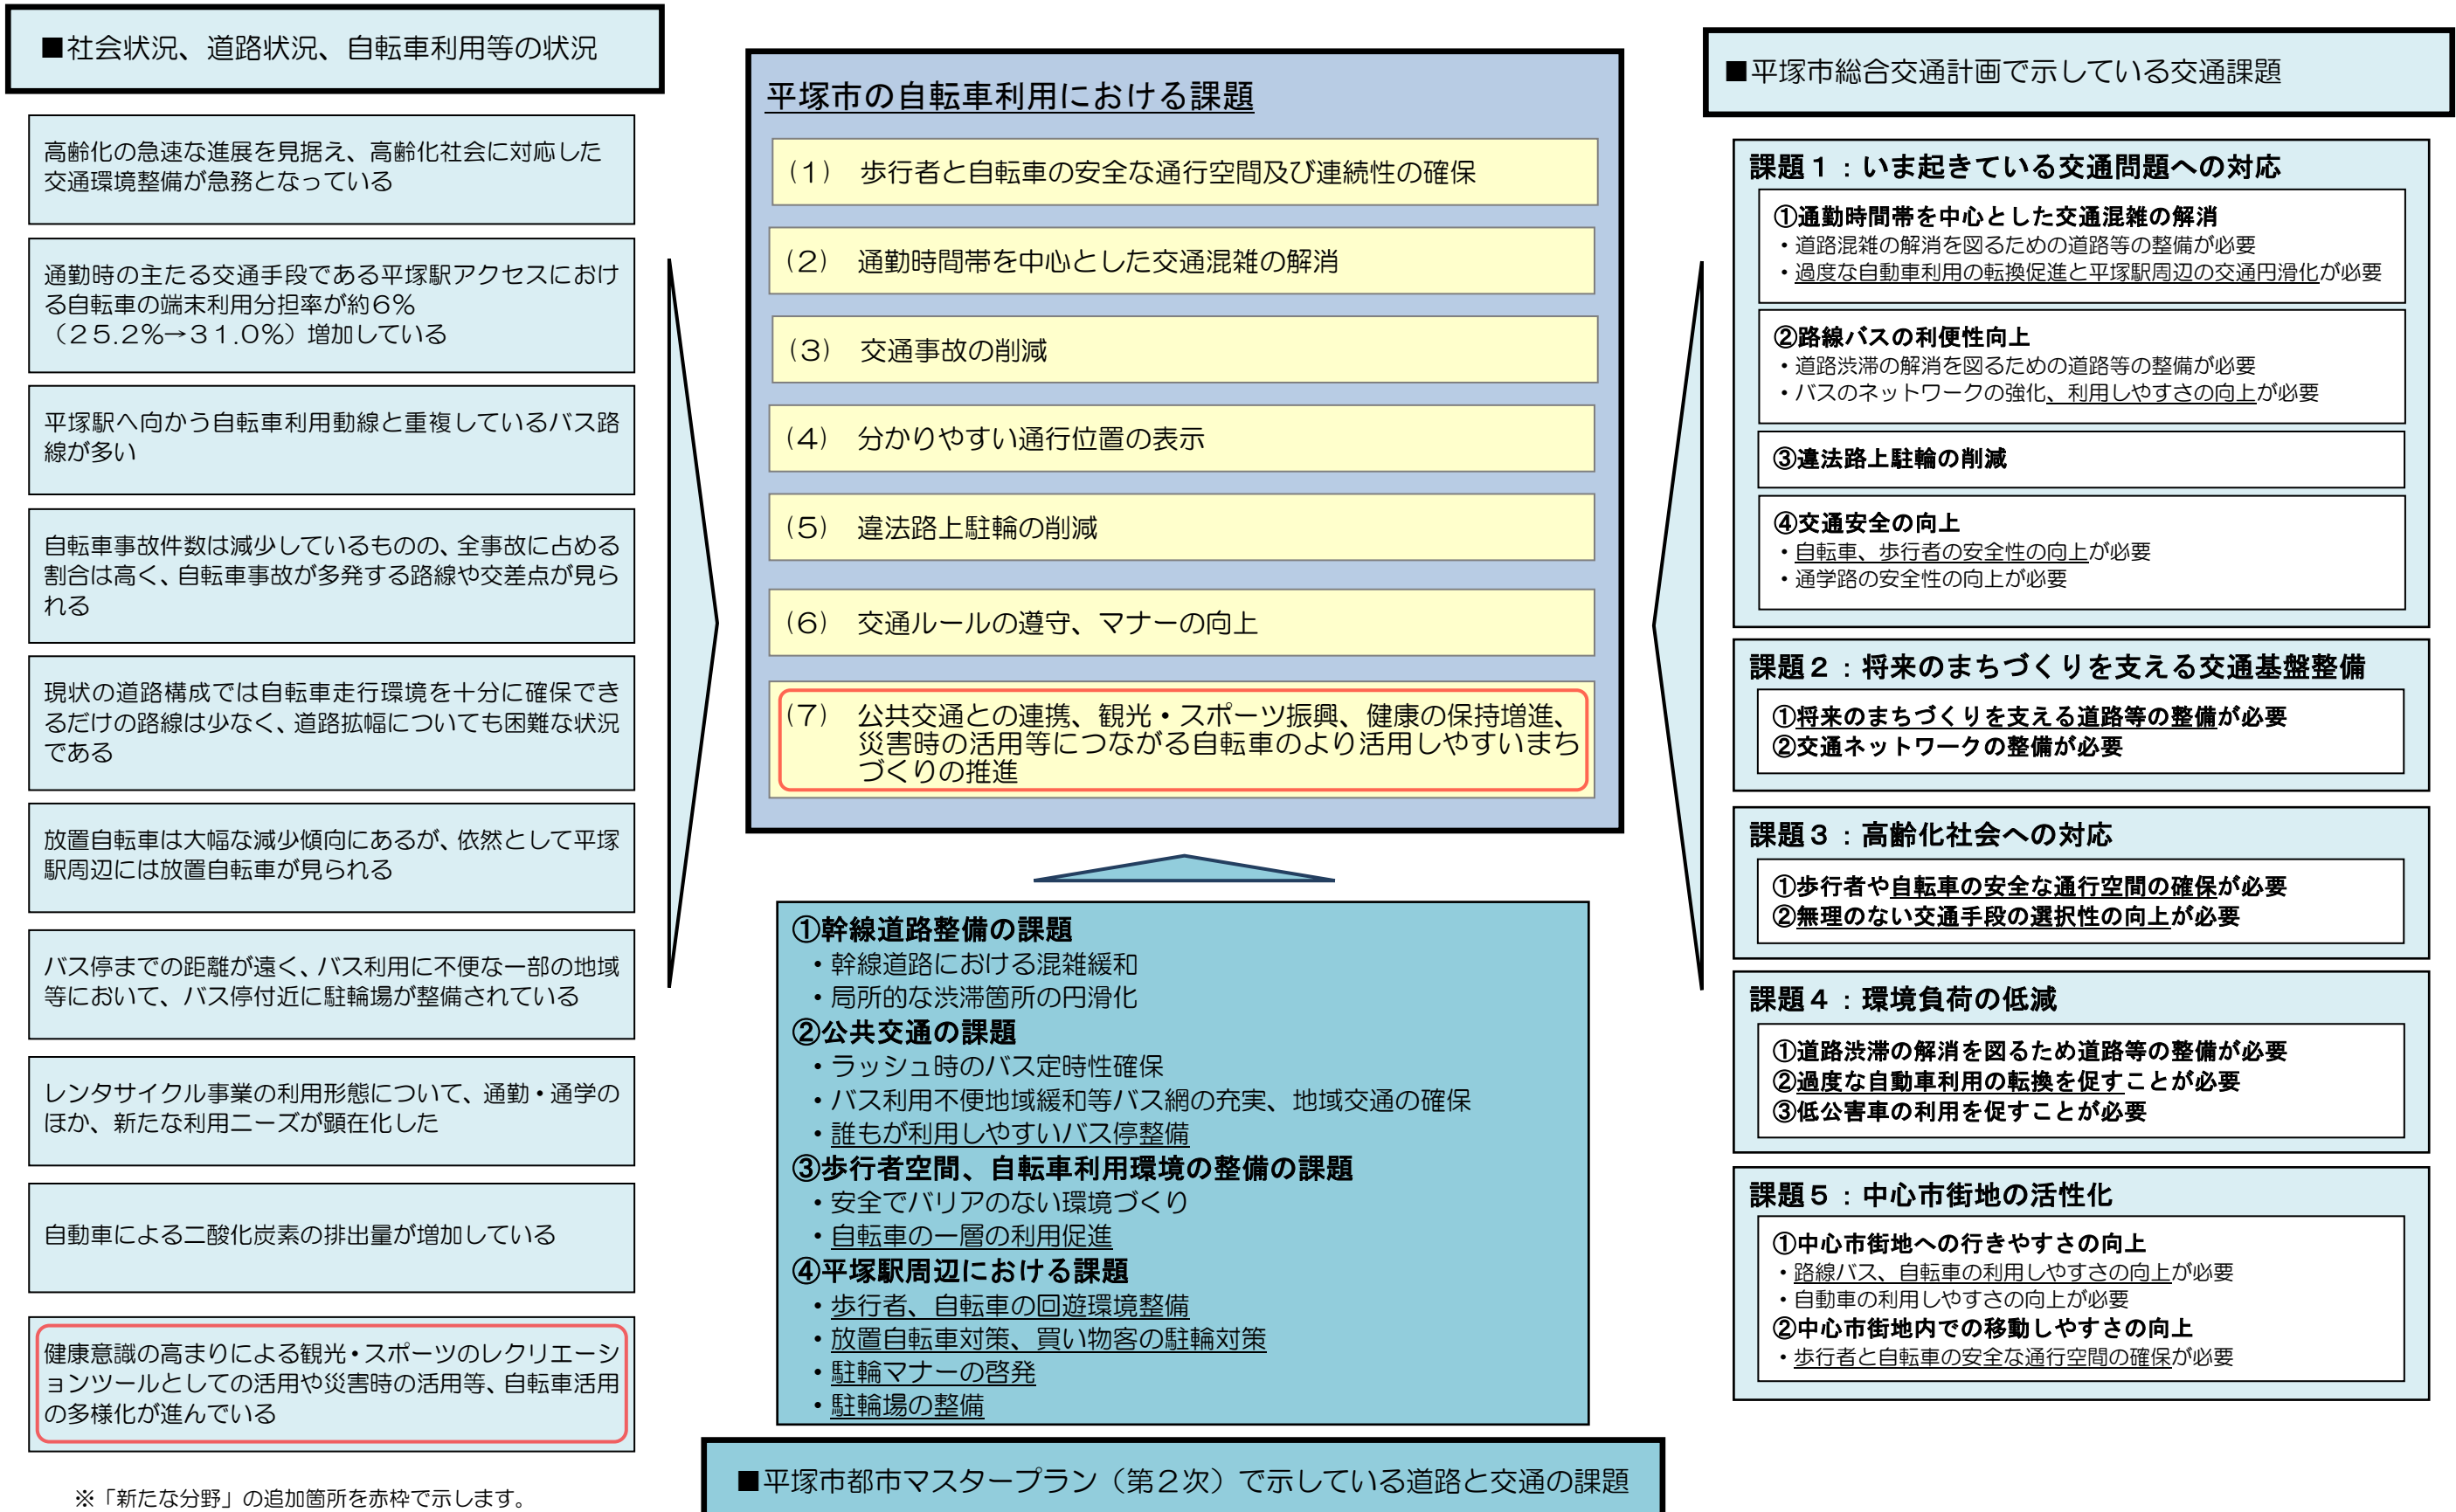 ■社会状況、道路状況、自転車利用等の状況
高齢化の急速な進展を見据え、高齢化社会に対応した
交通環境整備が急務となっている
通勤時の主たる交通手段である平塚駅アクセスにおけ
る自転車の端末利用分担率が約６％
（２５.２％→３１.０％）増加している
平塚駅へ向かう自転車利用動線と重複しているバス路
線が多い
自転車事故件数は減少しているものの、全事故に占める
割合は高く、自転車事故が多発する路線や交差点が見ら
れる
現状の道路構成では自転車走行環境を十分に確保でき
るだけの路線は少なく、道路拡幅についても困難な状況
である
放置自転車は大幅な減少傾向にあるが、依然として平塚
駅周辺には放置自転車が見られる
バス停までの距離が遠く、バス利用に不便な一部の地域
等において、バス停付近に駐輪場が整備されている
レンタサイクル事業の利用形態について、通勤・通学の
ほか、新たな利用ニーズが顕在化した
自動車による二酸化炭素の排出量が増加している
健康意識の高まりによる観光・スポーツのレクリエーシ
ョンツールとしての活用や災害時の活用等、自転車活用
の多様化が進んでいる
※「新たな分野」の追加箇所を赤枠で示します。
平塚市の自転車利用における課題
（１） 歩行者と自転車の安全な通行空間及び連続性の確保
（２） 通勤時間帯を中心とした交通混雑の解消
（３） 交通事故の削減
（４） 分かりやすい通行位置の表示
（５） 違法路上駐輪の削減
（６） 交通ルールの遵守、マナーの向上
（７） 公共交通との連携、観光・スポーツ振興、健康の保持増進、
災害時の活用等につながる自転車のより活用しやすいまち
づくりの推進
①幹線道路整備の課題
・幹線道路における混雑緩和
・局所的な渋滞箇所の円滑化
②公共交通の課題
・ラッシュ時のバス定時性確保
・バス利用不便地域緩和等バス網の充実、地域交通の確保
・誰もが利用しやすいバス停整備
③歩行者空間、自転車利用環境の整備の課題
・安全でバリアのない環境づくり
・自転車の一層の利用促進
④平塚駅周辺における課題
・歩行者、自転車の回遊環境整備
・放置自転車対策、買い物客の駐輪対策
・駐輪マナーの啓発
・駐輪場の整備
■平塚市都市マスタープラン（第２次）で示している道路と交通の課題
■平塚市総合交通計画で示している交通課題
課題１：いま起きている交通問題への対応
①通勤時間帯を中心とした交通混雑の解消
・道路混雑の解消を図るための道路等の整備が必要
・過度な自動車利用の転換促進と平塚駅周辺の交通円滑化が必要
②路線バスの利便性向上
・道路渋滞の解消を図るための道路等の整備が必要
・バスのネットワークの強化、利用しやすさの向上が必要
③違法路上駐輪の削減
④交通安全の向上
・自転車、歩行者の安全性の向上が必要
・通学路の安全性の向上が必要
課題２：将来のまちづくりを支える交通基盤整備
①将来のまちづくりを支える道路等の整備が必要
②交通ネットワークの整備が必要
課題３：高齢化社会への対応
①歩行者や自転車の安全な通行空間の確保が必要
②無理のない交通手段の選択性の向上が必要
課題４：環境負荷の低減
①道路渋滞の解消を図るため道路等の整備が必要
②過度な自動車利用の転換を促すことが必要
③低公害車の利用を促すことが必要
課題５：中心市街地の活性化
①中心市街地への行きやすさの向上
・路線バス、自転車の利用しやすさの向上が必要
・自動車の利用しやすさの向上が必要
②中心市街地内での移動しやすさの向上
・歩行者と自転車の安全な通行空間の確保が必要